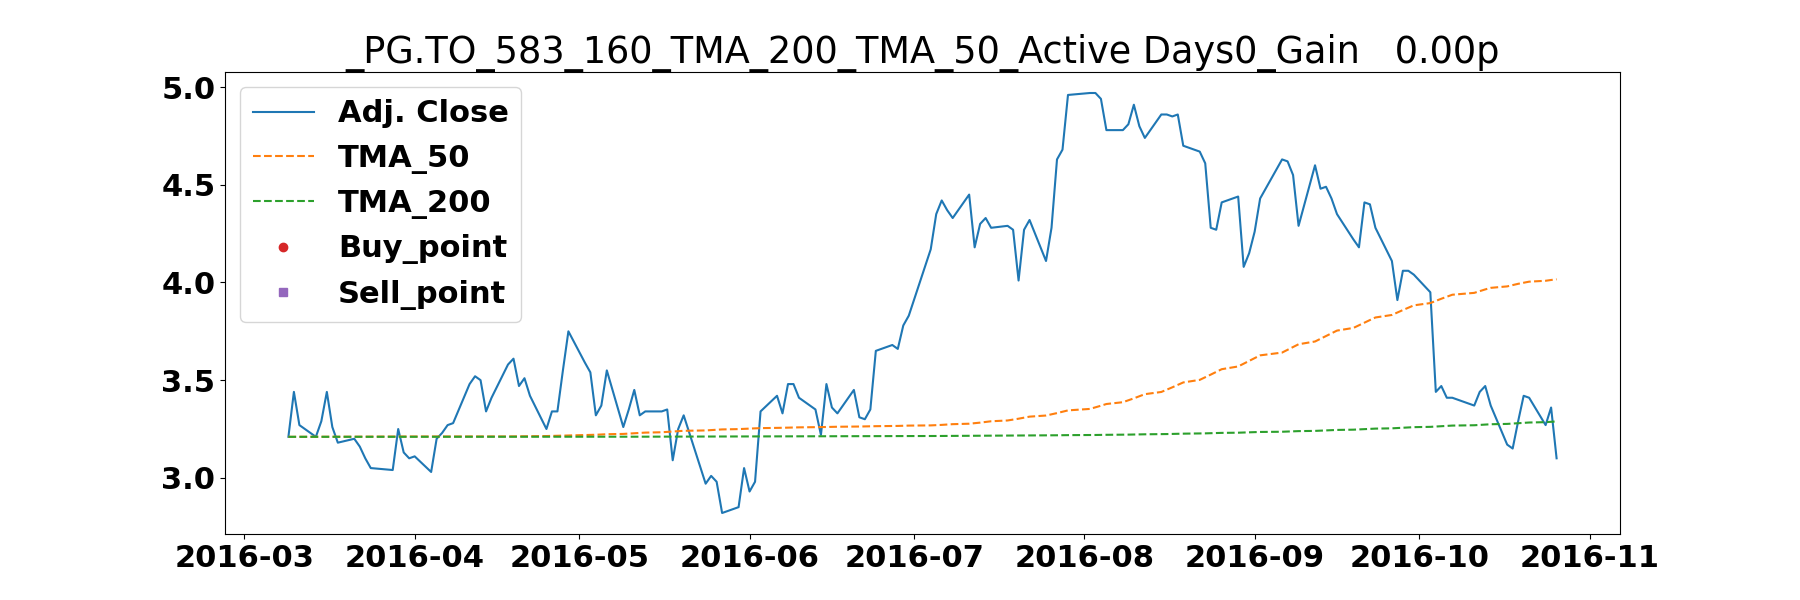 _PG.TO_583_160_TMA_200_TMA_50_Active Days0_Gain   0.00p
5.0
4.5
4.0
3.5
3.0
Adj. Close
TMA_50
TMA_200
Buy_point
Sell_point
2016-03 2016-04 2016-05 2016-06 2016-07 2016-08 2016-09 2016-10 2016-11